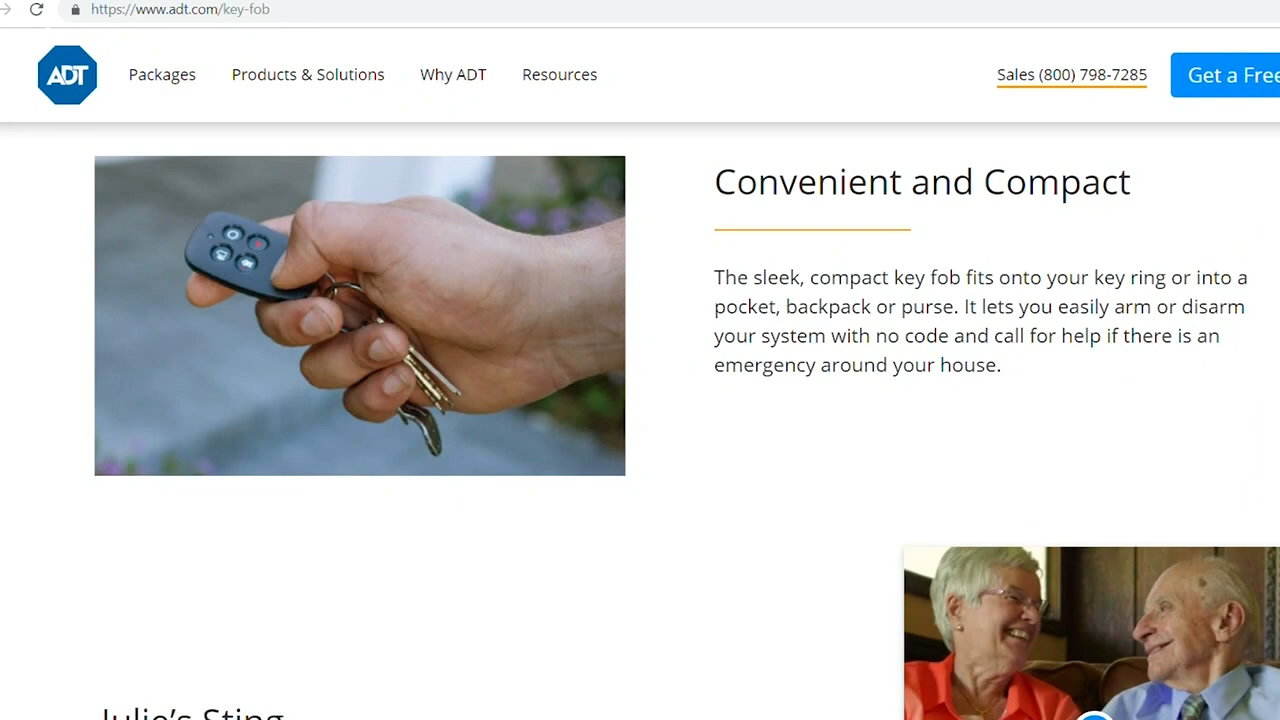 https://www.adt.com/key-fob
ADT
Packages
Products & Solutions
Why ADT
Resources
Sales (800) 798-7285
Get a Free
Convenient and Compact
The sleek, compact key fob fits onto your key ring or into a
pocket, backpack or purse. It lets you easily arm or disarm
your system with no code and call for help if there is an
emergency around your house.
Julie's Sting